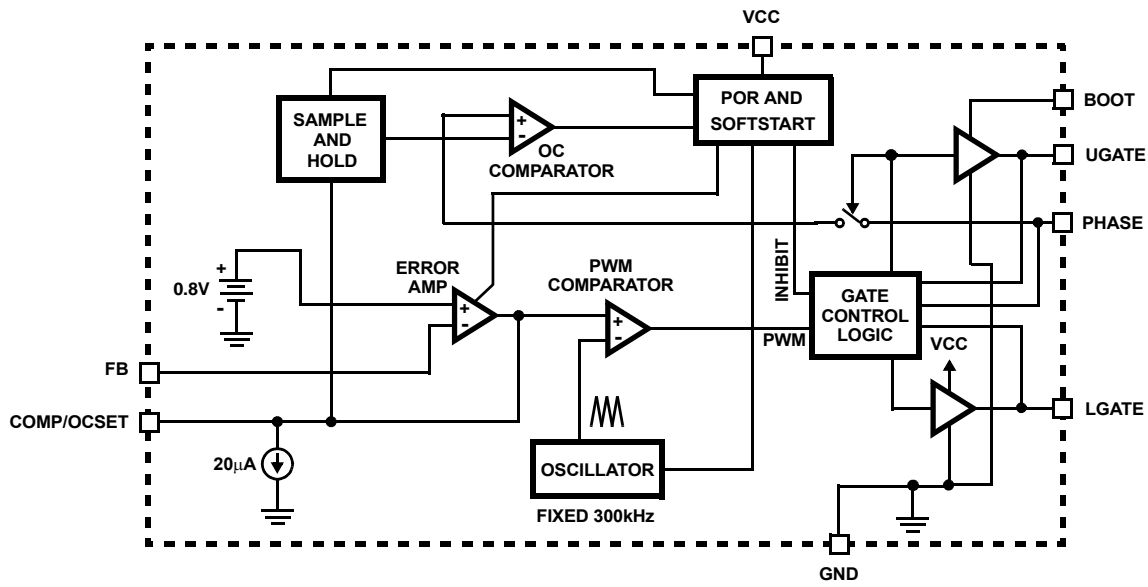 VCC
BOOT
SAMPLE
AND
HOLD
+
-
OC
COMPARATOR
POR AND
SOFTSTART
UGATE
PHASE
+
0.8V
-
ERROR
AMP
+
-
PWM
COMPARATOR
+
-
INHIBIT
GATE
CONTROL
LOGIC
PWM
VCC
FB
COMP/OCSET
LGATE
20μA
OSCILLATOR
FIXED 300kHz
GND